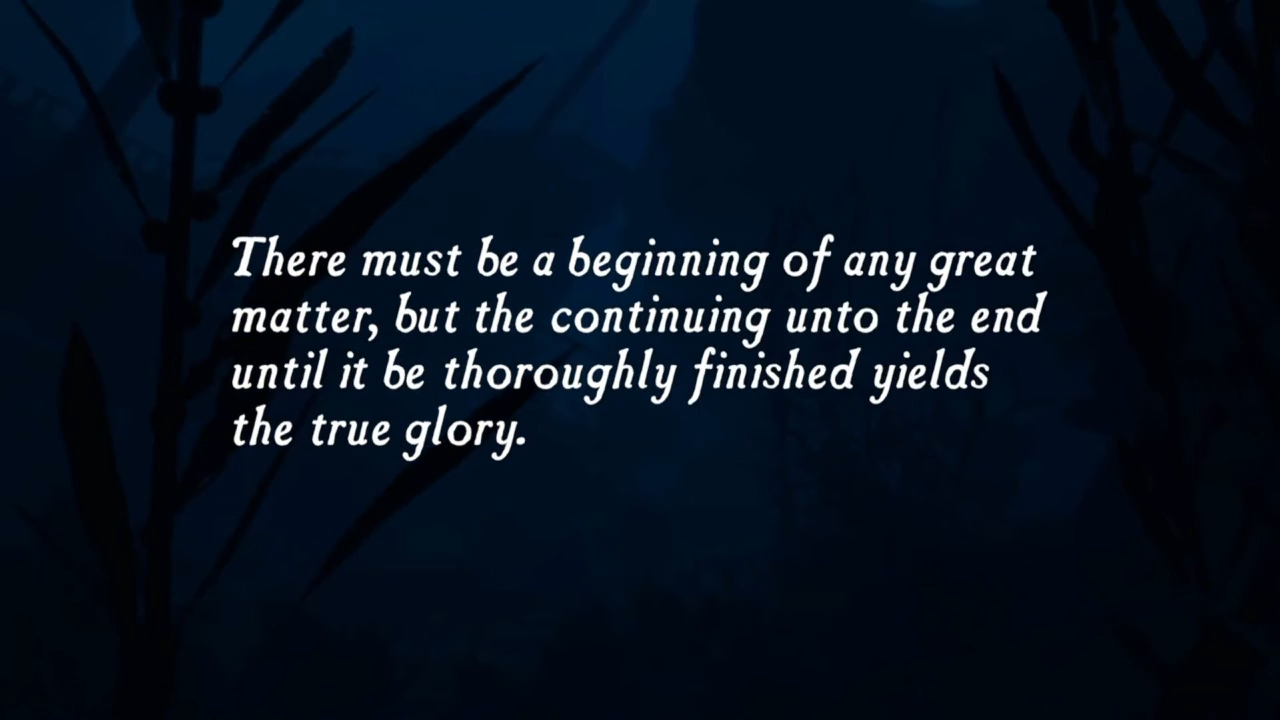 There must be a beginning of any great
matter, but the continuing unto the end
until it be thoroughly finished yields
the true glory.